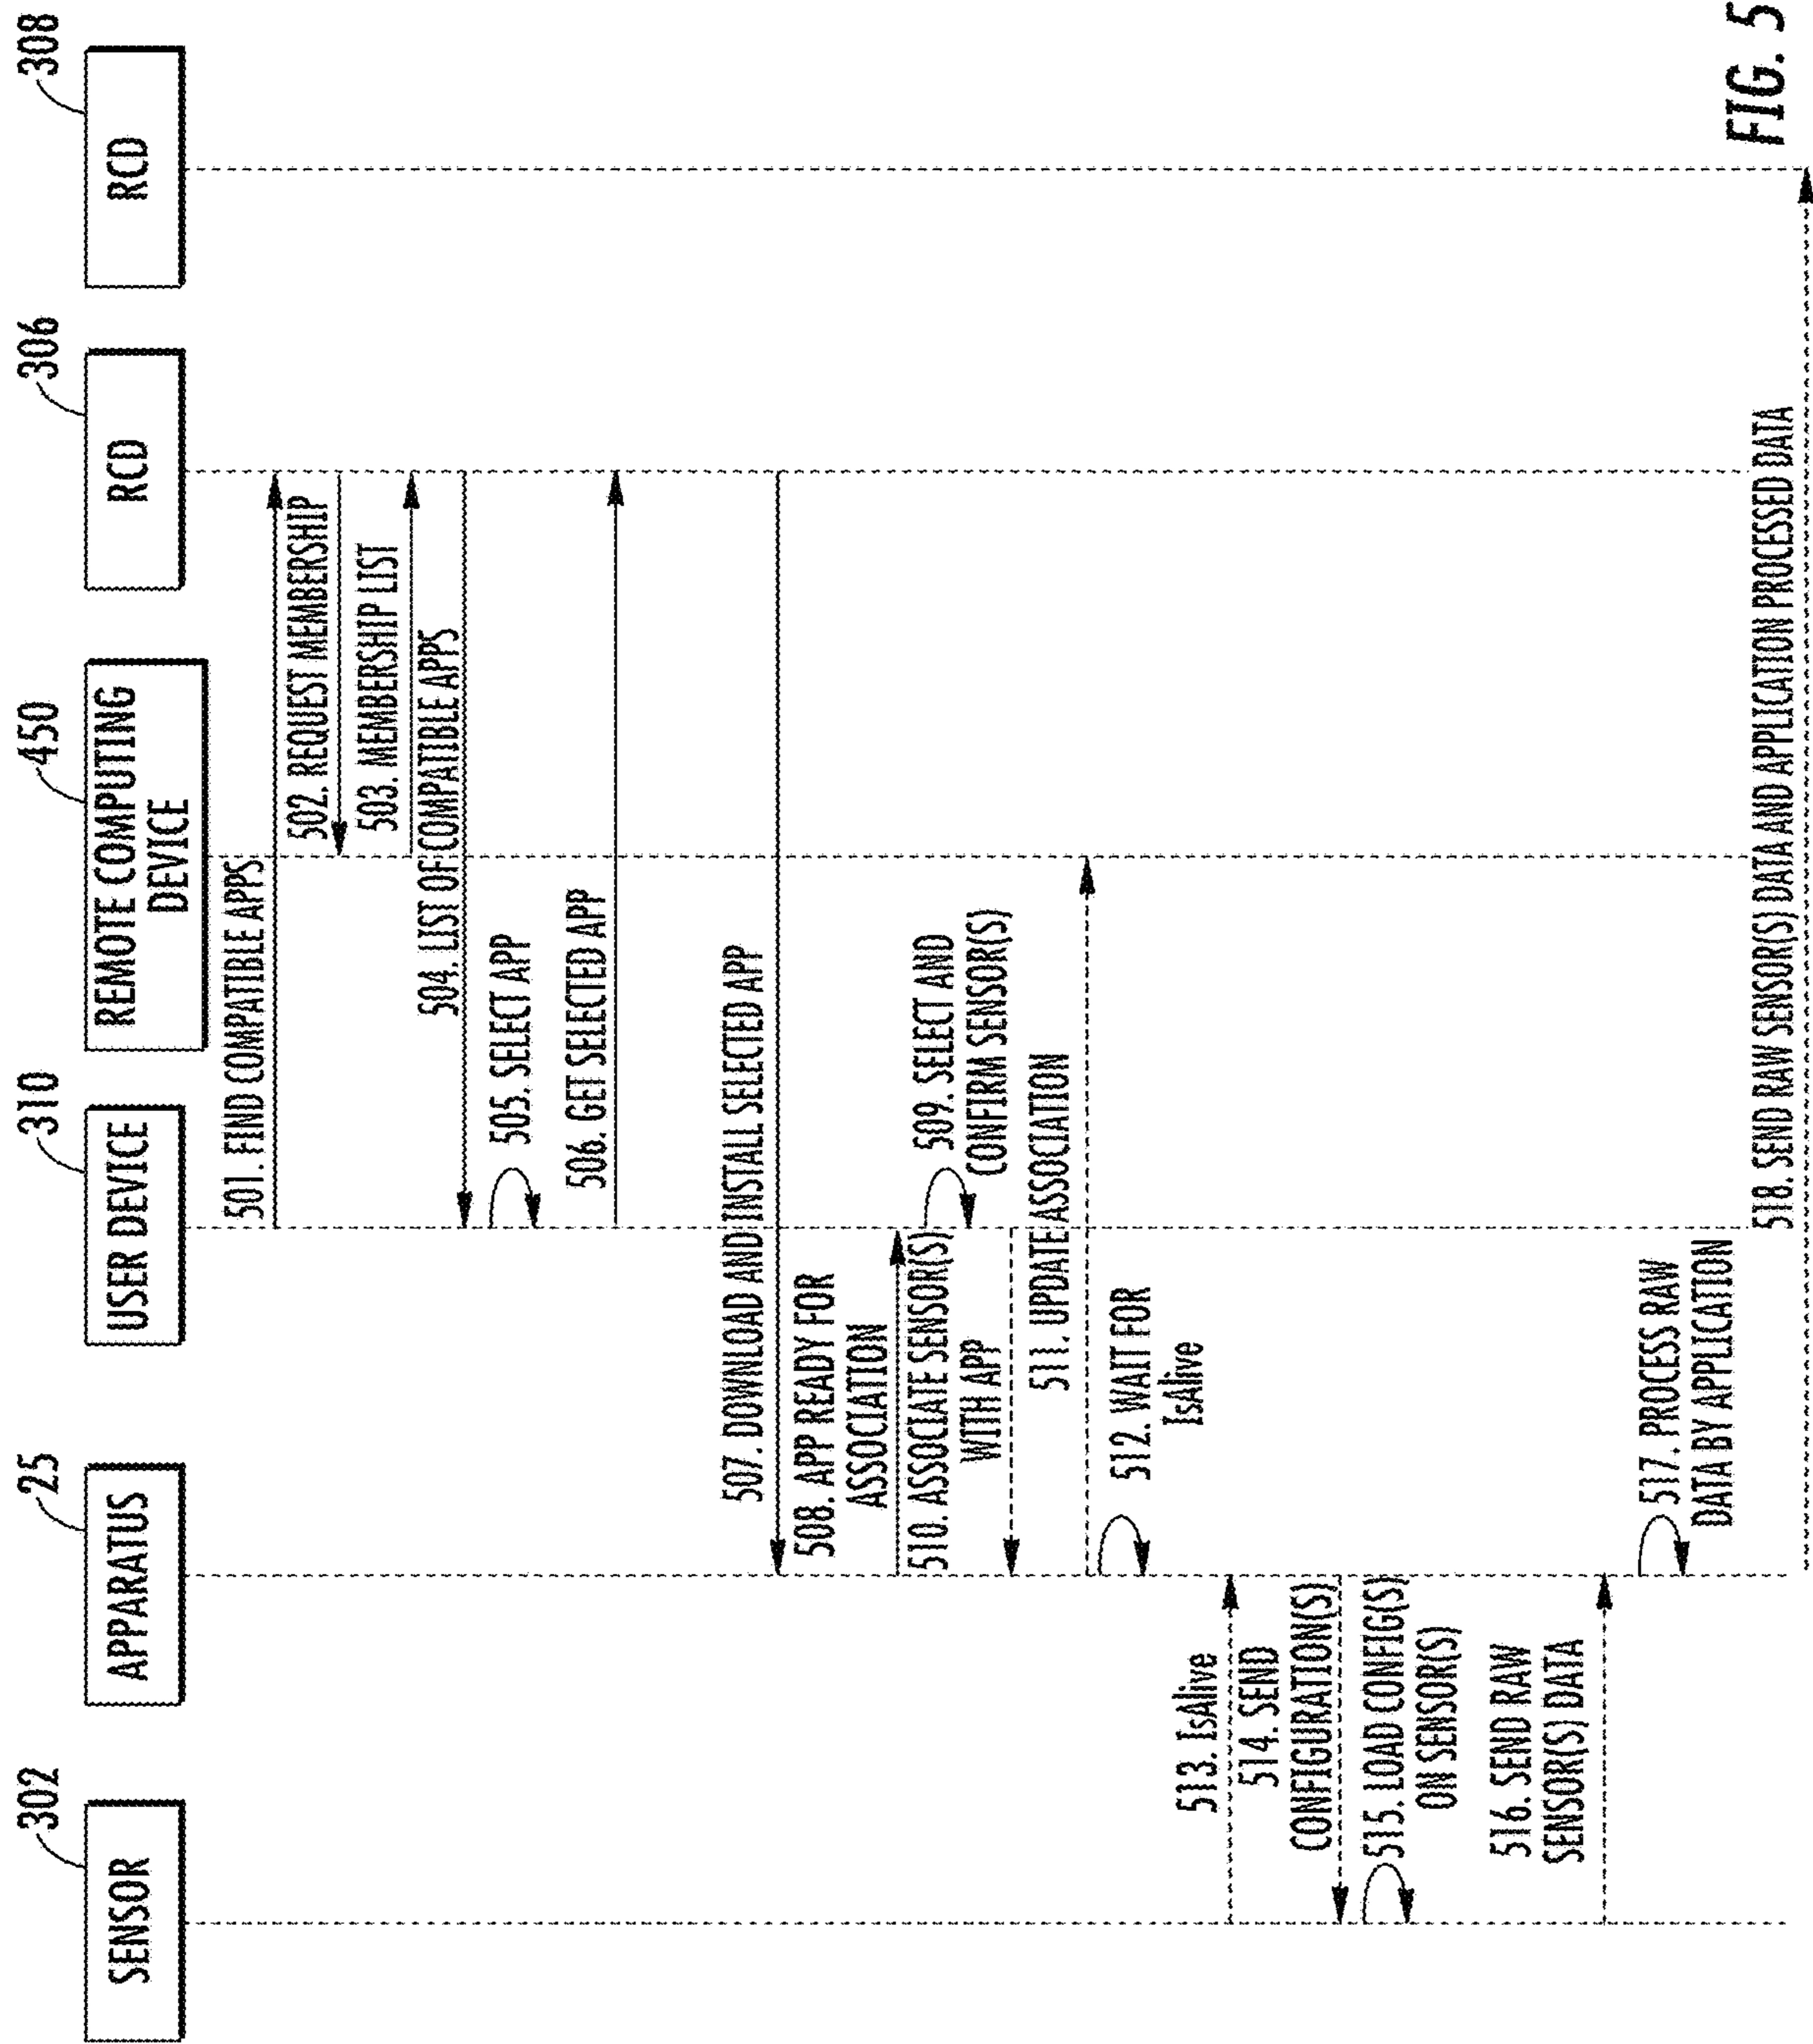 302
SENSOR
25
APPARATUS
310
USER DEVICE
450
REMOTE COMPUTING
DEVICE
306
RCD
308
RCD
501. FIND COMPATIBLE APPS
502. REQUEST MEMBERSHIP
503. MEMBERSHIP LIST
504. LIST OF COMPATIBLE APPS
505. SELECT APP
506. GET SELECTED APP
507. DOWNLOAD AND INSTALL SELECTED APP
508. APP READY FOR
ASSOCIATION
509. SELECT AND
CONFIRM SENSOR(S)
510. ASSOCIATE SENSOR(S)
WITH APP
511. UPDATE ASSOCIATION
512. WAIT FOR
IsAlive
513. IsAlive
514. SEND
CONFIGURATION(S)
515. LOAD CONFIG(S)
ON SENSOR(S)
516. SEND RAW
SENSOR(S) DATA
517. PROCESS RAW
DATA BY APPLICATION
518. SEND RAW SENSOR(S) DATA AND APPLICATION PROCESSED DATA
FIG. 5